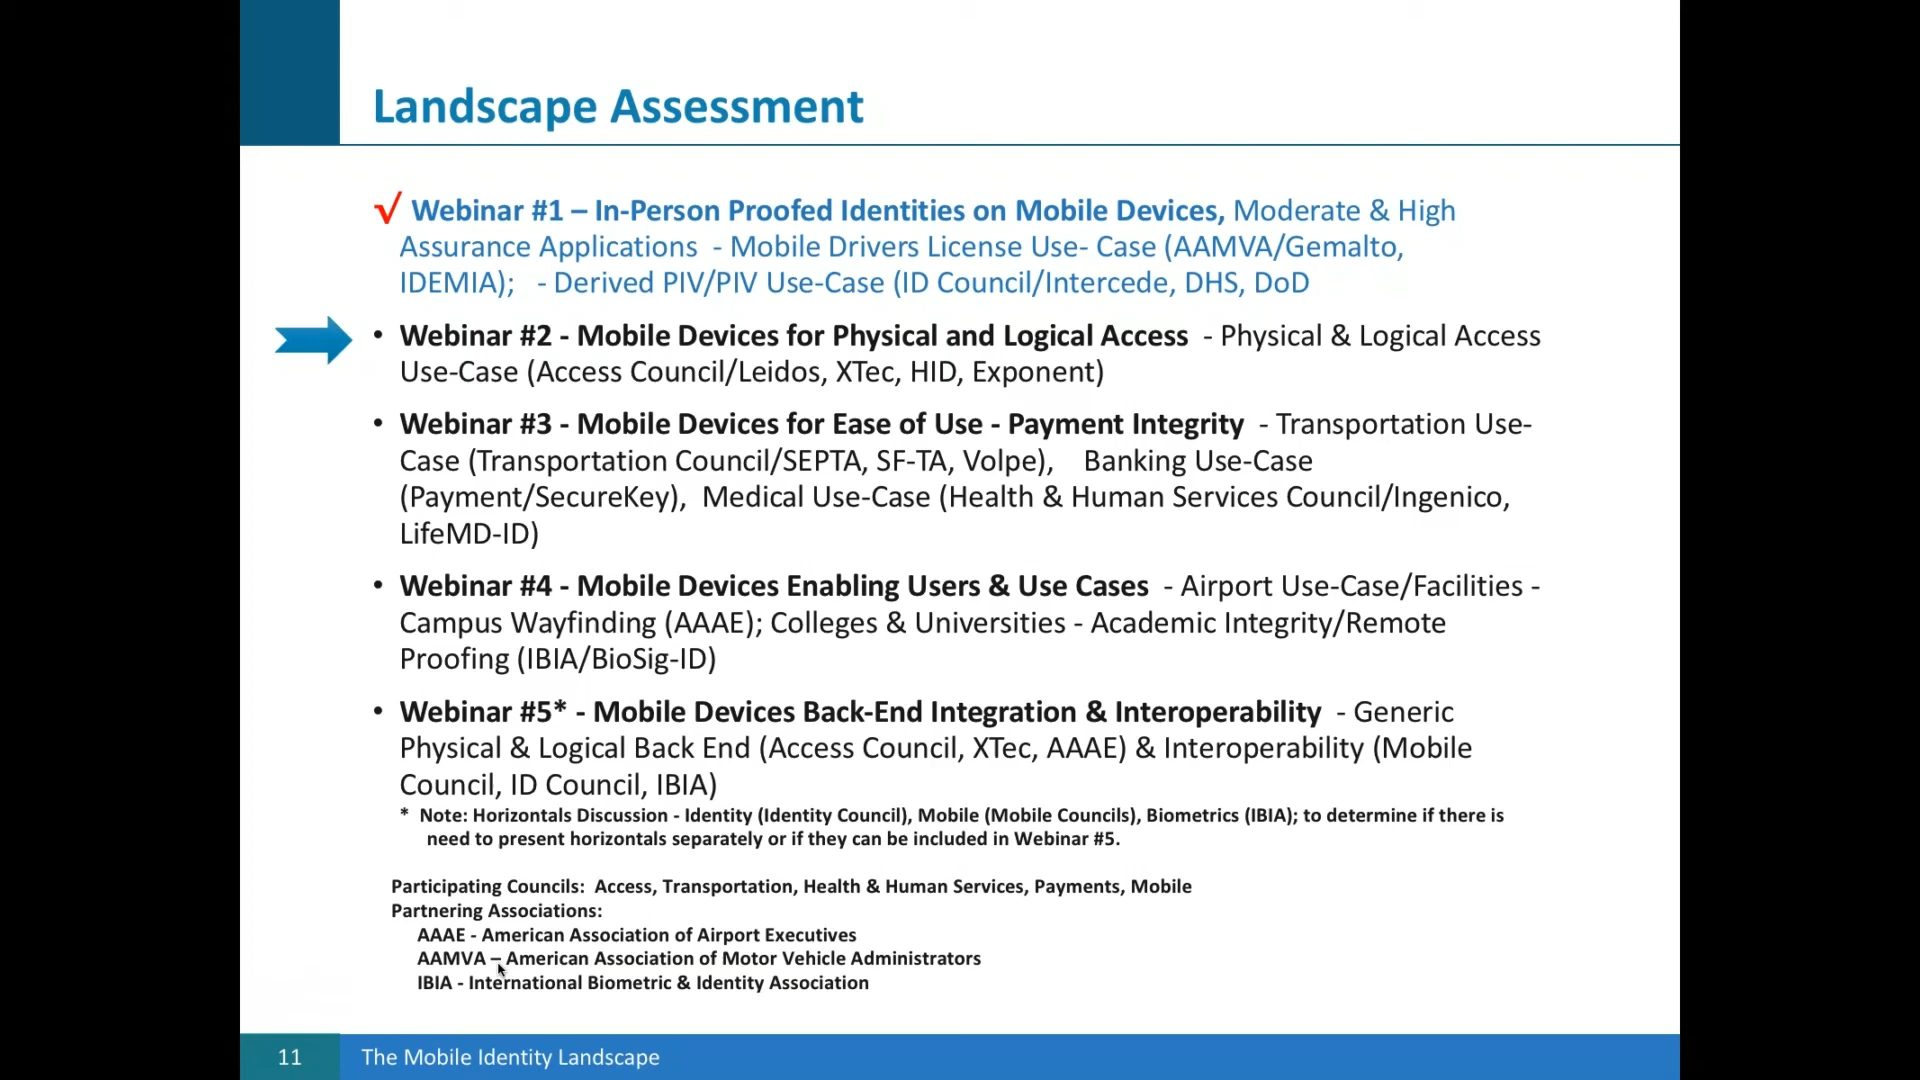 Landscape Assessment
√ Webinar #1 – In-Person Proofed Identities on Mobile Devices, Moderate & High
Assurance Applications - Mobile Drivers License Use- Case (AAMVA/Gemalto,
IDEMIA); - Derived PIV/PIV Use-Case (ID Council/Intercede, DHS, DoD
• Webinar #2 - Mobile Devices for Physical and Logical Access - Physical & Logical Access
Use-Case (Access Council/Leidos, XTec, HID, Exponent)
• Webinar #3 - Mobile Devices for Ease of Use - Payment Integrity - Transportation Use-
Case (Transportation Council/SEPTA, SF-TA, Volpe), Banking Use-Case
(Payment/SecureKey), Medical Use-Case (Health & Human Services Council/Ingenico,
LifeMD-ID)
• Webinar #4 - Mobile Devices Enabling Users & Use Cases - Airport Use-Case/Facilities -
Campus Wayfinding (AAAE); Colleges & Universities - Academic Integrity/Remote
Proofing (IBIA/BioSig-ID)
• Webinar #5* - Mobile Devices Back-End Integration & Interoperability - Generic
Physical & Logical Back End (Access Council, XTec, AAAE) & Interoperability (Mobile
Council, ID Council, IBIA)
* Note: Horizontals Discussion - Identity (Identity Council), Mobile (Mobile Councils), Biometrics (IBIA); to determine if there is
need to present horizontals separately or if they can be included in Webinar #5.
Participating Councils: Access, Transportation, Health & Human Services, Payments, Mobile
Partnering Associations:
AAAE - American Association of Airport Executives
AAMVA – American Association of Motor Vehicle Administrators
IBIA - International Biometric & Identity Association
11 The Mobile Identity Landscape